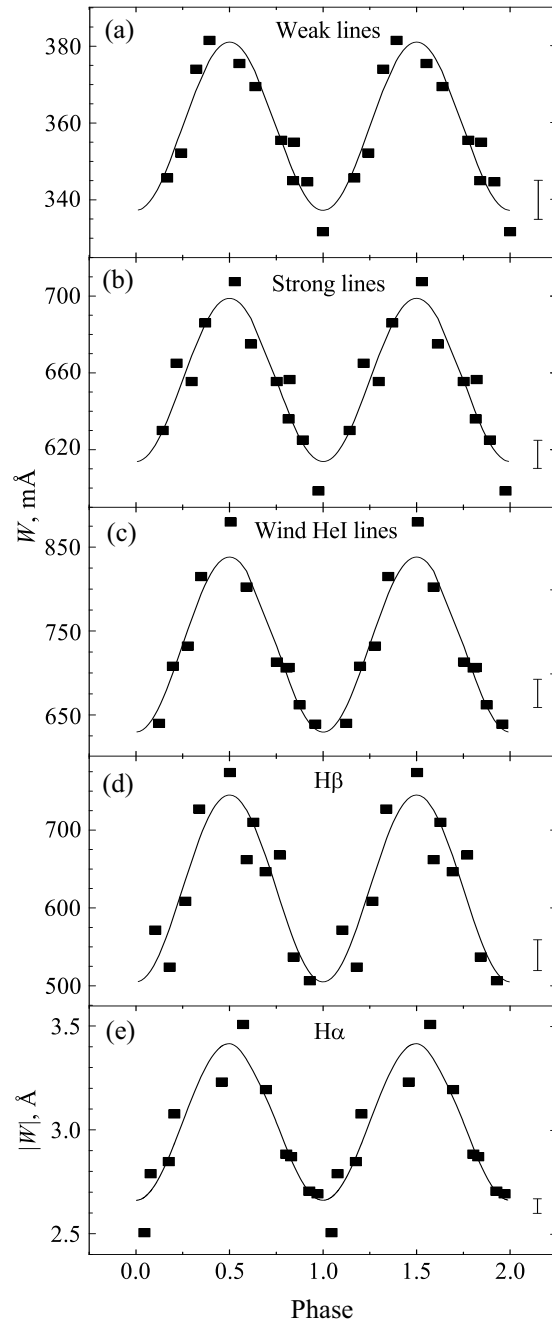 (a)
Weak lines
380
360
340
(b)
Strong lines
700
660
620
W, mÅ
(c)
Wind HeI lines
850
750
650
(d)
Hβ
700
600
500
(e)
Hα
3.5
3.0
2.5
|W|, Å
0.0 0.5 1.0 1.5 2.0
Phase